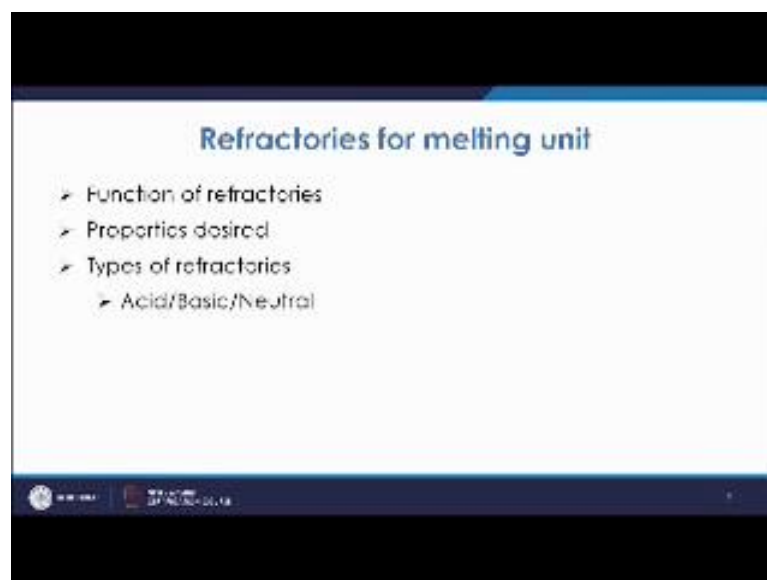 Refractories for melting unit
➢ Function of refractories
➢ Properties desired
➢ Types of refractories
➢ Acid/Basic/Neutral